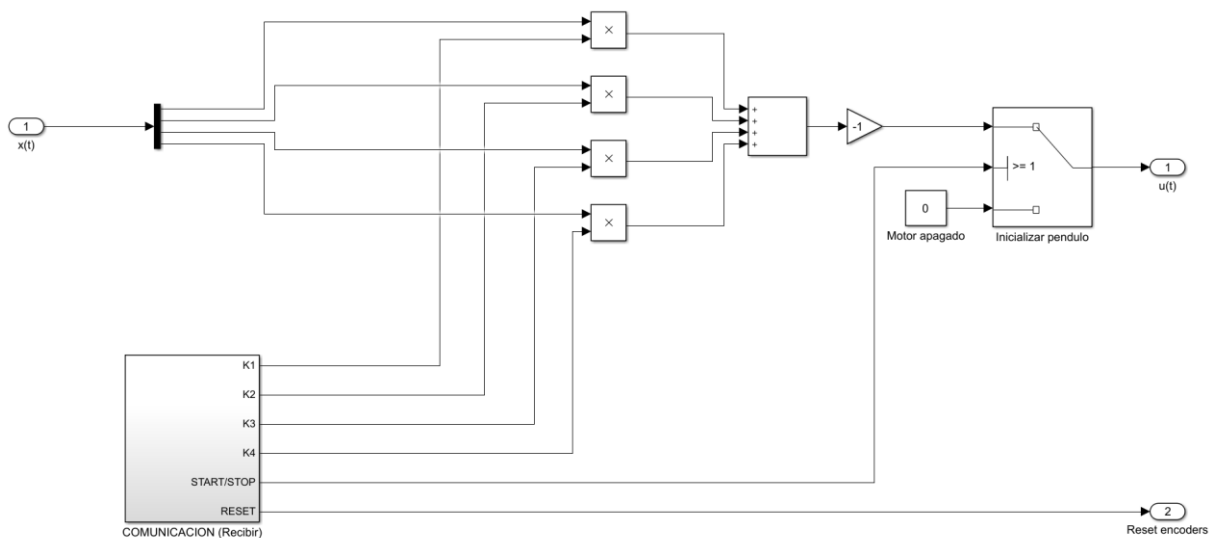 ×
×
+
+
+
+
-1
1
x(t)
×
>= 1
1
u(t)
×
0
Motor apagado
Inicializar pendulo
K1
K2
K3
K4
START/STOP
RESET
2
COMUNICACION (Recibir)
Reset encoders